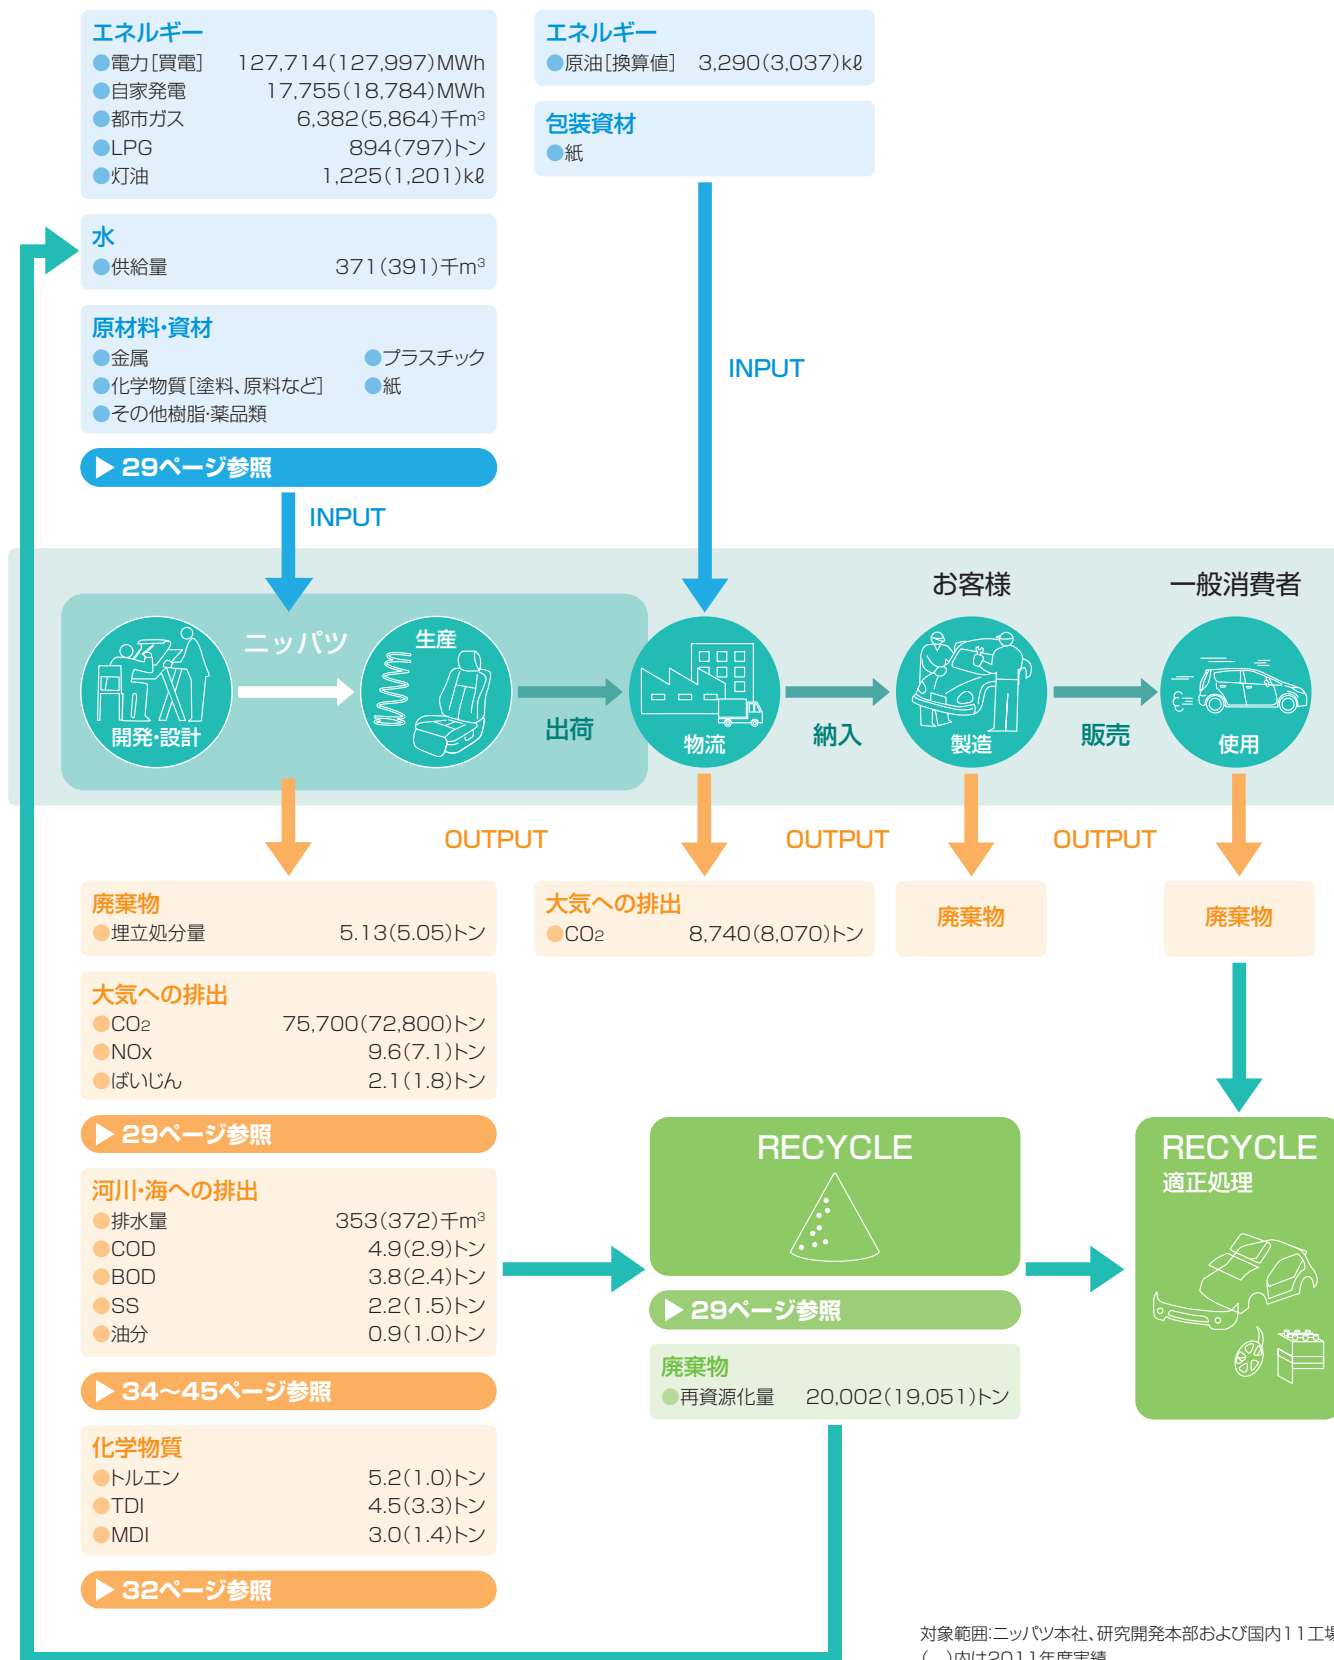 エネルギー
●電力[買電] 127,714(127,997)MWh
●自家発電 17,755(18,784)MWh
●都市ガス 6,382(5,864)千m³
●LPG 894(797)トン
●灯油 1,225(1,201)kℓ
水
●供給量 371(391)千m³
原材料・資材
●金属 ●プラスチック
●化学物質[塗料、原料など] ●紙
●その他樹脂・薬品類
▶ 29ページ参照
INPUT
エネルギー
●原油[換算値] 3,290(3,037)kℓ
包装資材
●紙
INPUT
お客様
一般消費者
ニッパツ
開発・設計
生産
出荷
物流
納入
製造
販売
使用
OUTPUT
OUTPUT
OUTPUT
廃棄物
●埋立処分量 5.13(5.05)トン
大気への排出
●CO₂ 75,700(72,800)トン
●NOx 9.6(7.1)トン
●ばいじん 2.1(1.8)トン
▶ 29ページ参照
河川・海への排出
●排水量 353(372)千m³
●COD 4.9(2.9)トン
●BOD 3.8(2.4)トン
●SS 2.2(1.5)トン
●油分 0.9(1.0)トン
▶ 34〜45ページ参照
化学物質
●トルエン 5.2(1.0)トン
●TDI 4.5(3.3)トン
●MDI 3.0(1.4)トン
▶ 32ページ参照
大気への排出
●CO₂ 8,740(8,070)トン
廃棄物
廃棄物
RECYCLE
▶ 29ページ参照
廃棄物
●再資源化量 20,002(19,051)トン
RECYCLE
適正処理
対象範囲:ニッパツ本社、研究開発本部および国内11工場
( )内は2011年度実績